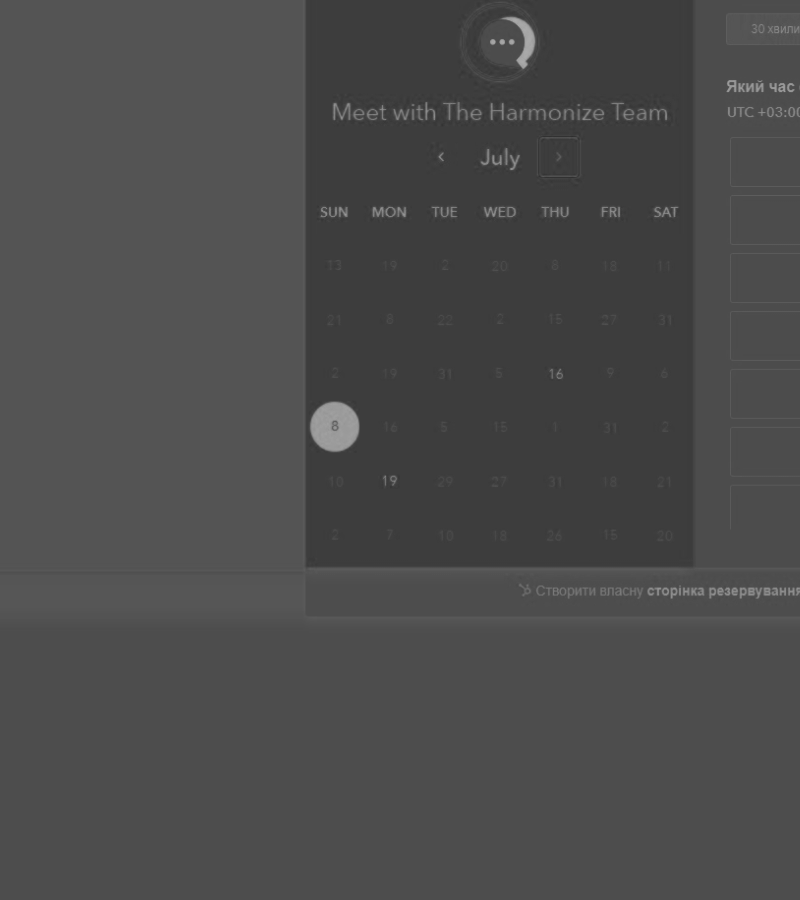 Meet with The Harmonize Team
July
SUN MON TUE WED THU FRI SAT
13 19 2 20 8 18 11
21 8 22 2 15 27 31
2 19 31 5 16 9 6
8 16 5 15 1 31 2
10 19 29 27 31 18 21
2 7 18 18 26 15 20
30 хвили
Який час
UTC +03:00
Створити власну сторінка резервування